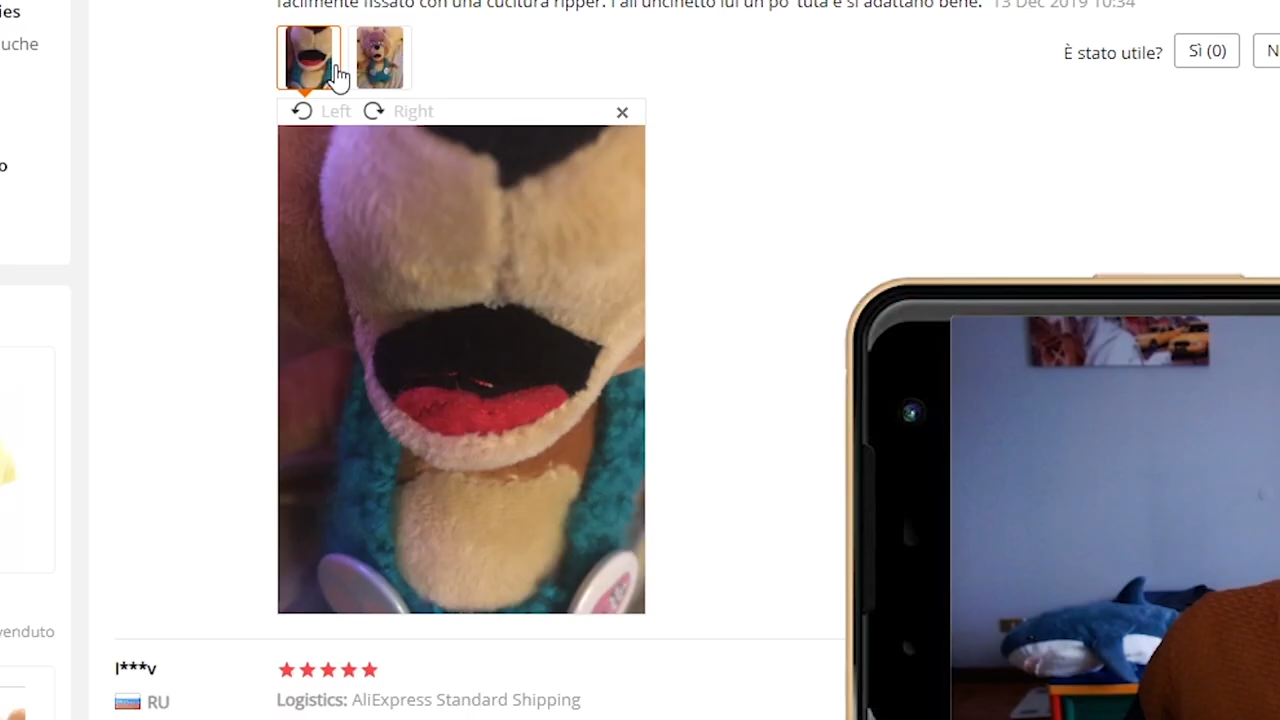 ies
facilmente fissato con una cucitura ripper. l'all'uncinetto lui un po' tuta e si adattano bene. 13 Dec 2019 10:34
uche
È stato utile? Sì (0) N
Left Right
o
venduto
l***v
RU
Logistics: AliExpress Standard Shipping